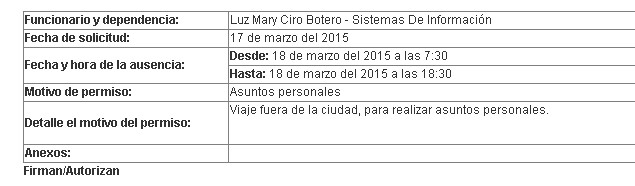 Funcionario y dependencia: Luz Mary Ciro Botero - Sistemas De Información
Fecha de solicitud: 17 de marzo del 2015
Fecha y hora de la ausencia: Desde: 18 de marzo del 2015 a las 7:30
Hasta: 18 de marzo del 2015 a las 18:30
Motivo de permiso: Asuntos personales
Detalle el motivo del permiso: Viaje fuera de la ciudad, para realizar asuntos personales.
Anexos:
Firman/Autorizan